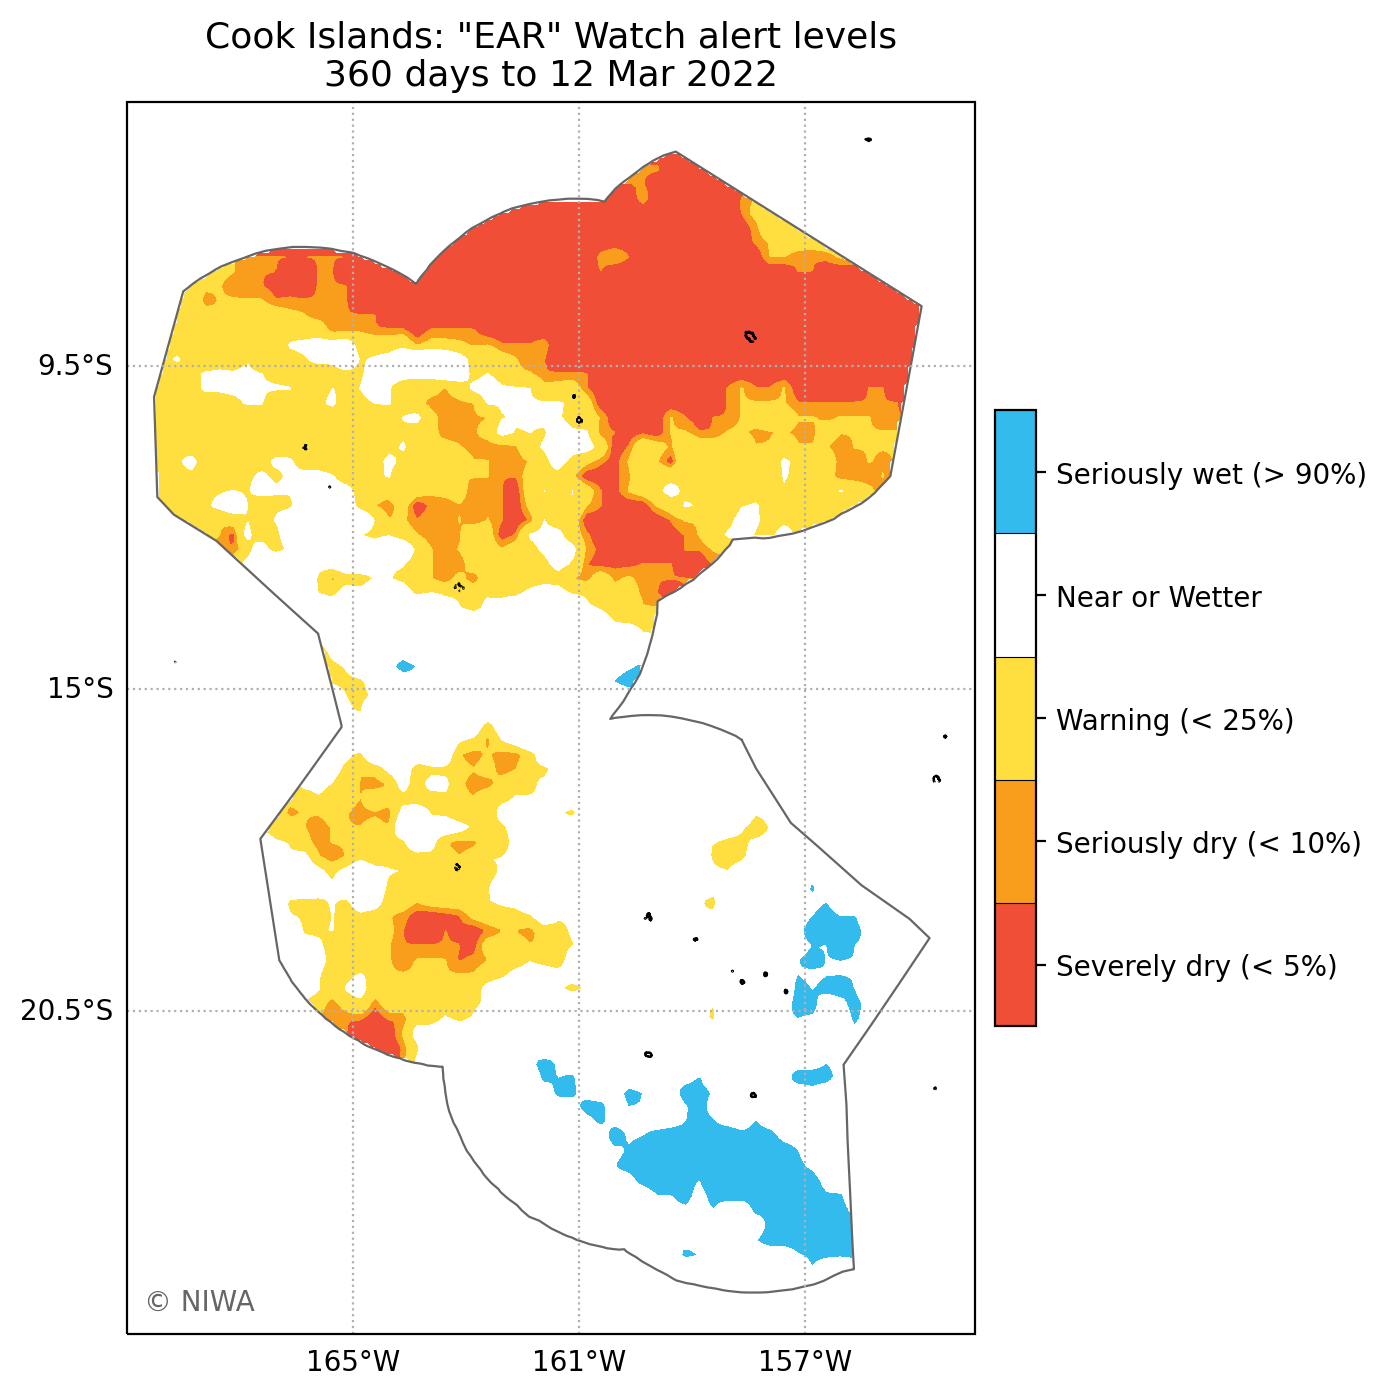 Cook Islands: "EAR" Watch alert levels
360 days to 12 Mar 2022
9.5°S
15°S
20.5°S
165°W
161°W
157°W
Seriously wet (> 90%)
Near or Wetter
Warning (< 25%)
Seriously dry (< 10%)
Severely dry (< 5%)
© NIWA